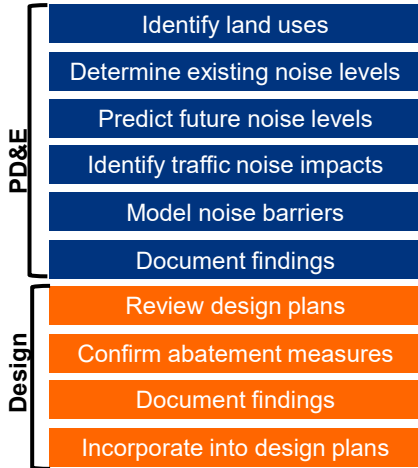 PD&E
Identify land uses
Determine existing noise levels
Predict future noise levels
Identify traffic noise impacts
Model noise barriers
Document findings
Design
Review design plans
Confirm abatement measures
Document findings
Incorporate into design plans